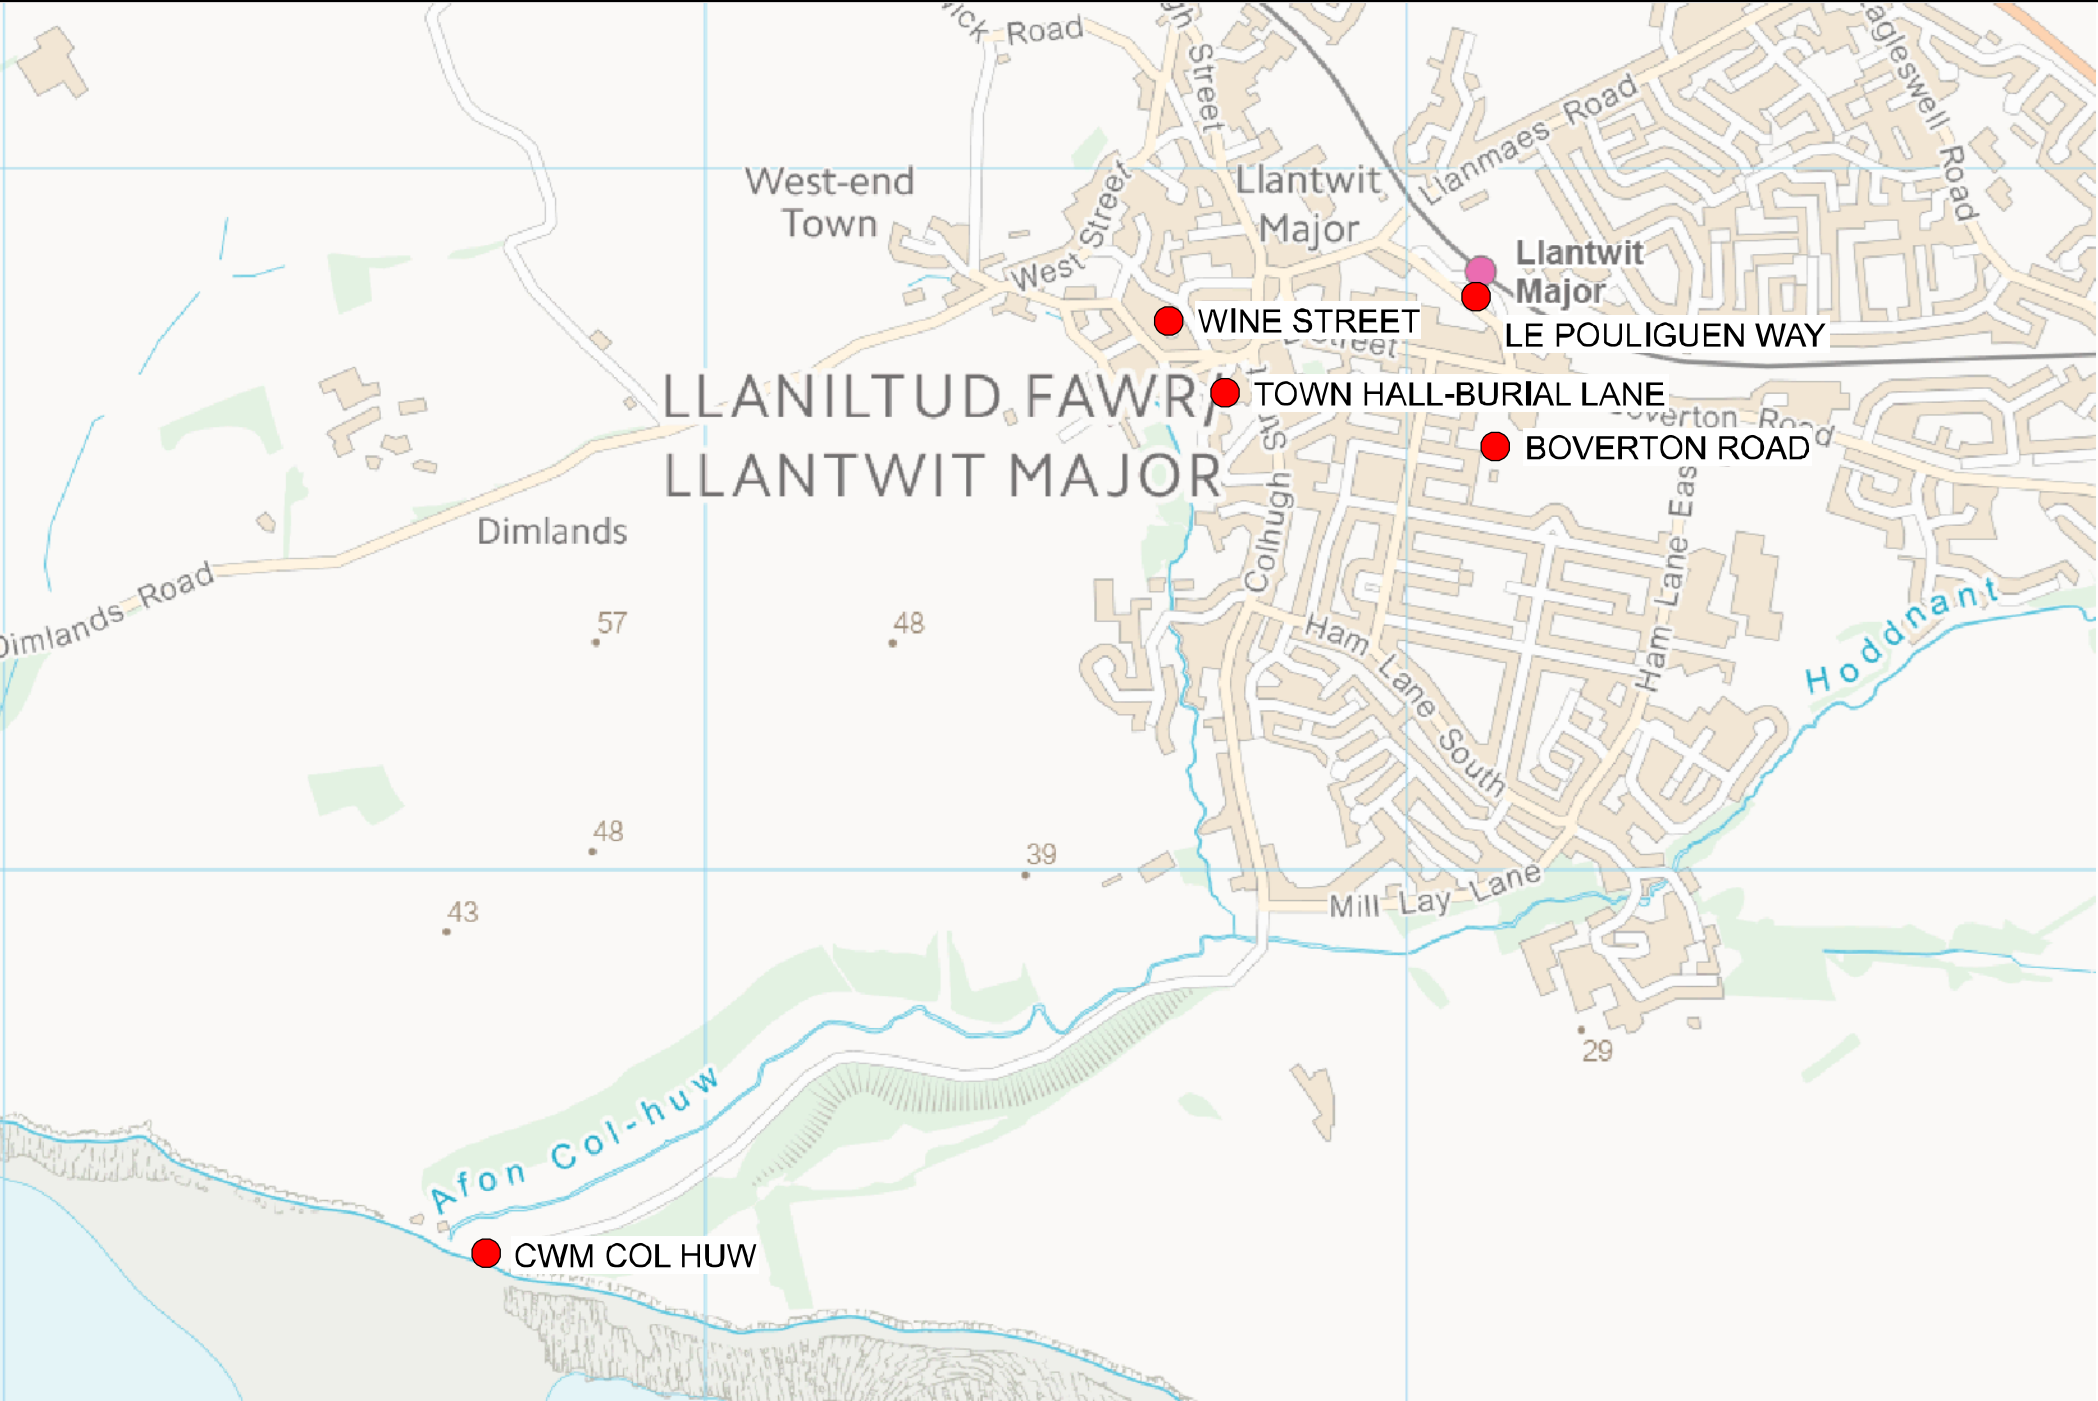 Road
Street
Llanmaes Road
Road
West-end
Town
Llantwit
Major
West Street
Llantwit
Major
WINE STREET
LE POULIGUEN WAY
LLANILTUD FAWR/
LLANTWIT MAJOR
TOWN HALL-BURIAL LANE
BOVERTON ROAD
Dimlands
Colhugh
Dimlands Road
57
48
Ham Lane South
Ham Lane
Hoddnant
48
39
43
Mill Lay Lane
29
Afon Col-huw
CWM COL HUW